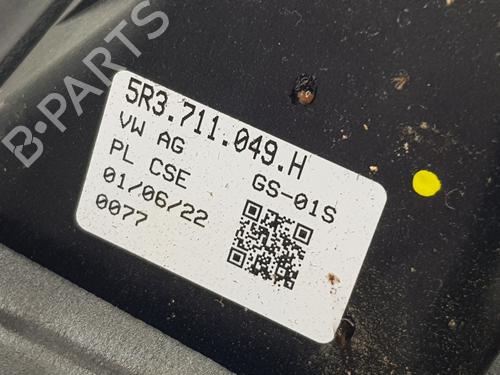 B-PARTS
5R3.711.049.H
VW AG
PL CSE GS-01S
01/06/22
0077